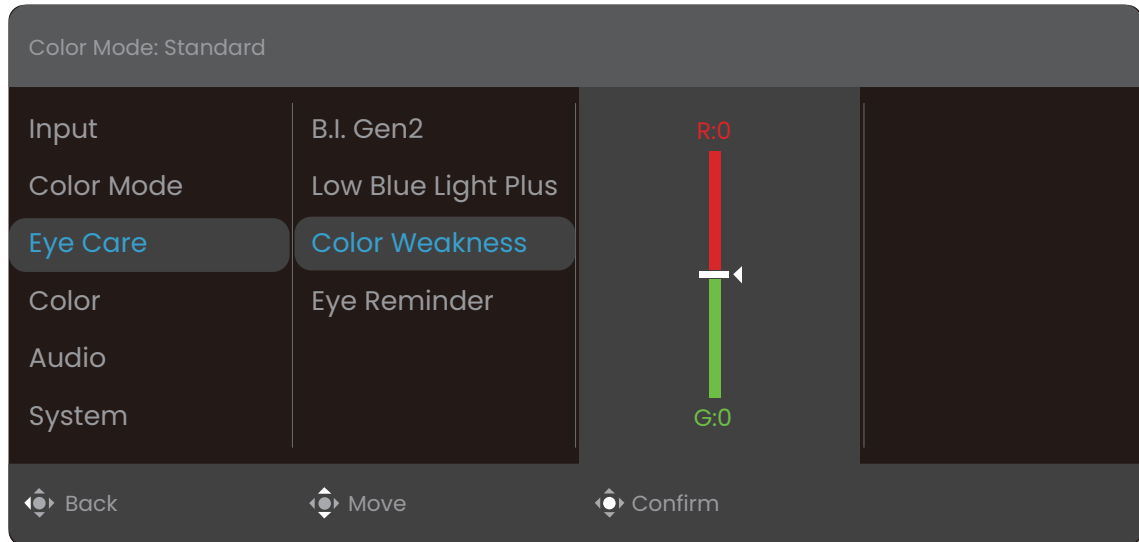 Color Mode: Standard
Input
Color Mode
Eye Care
Color
Audio
System
B.I. Gen2
Low Blue Light Plus
Color Weakness
Eye Reminder
R:0
G:0
Back
Move
Confirm